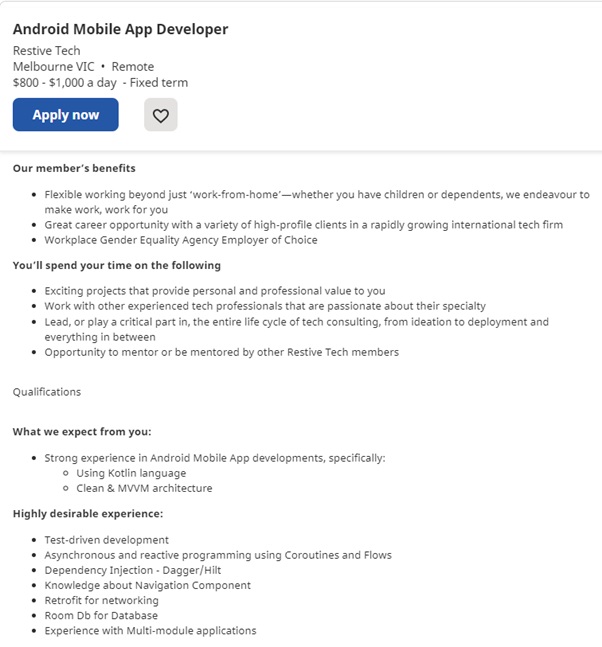 Android Mobile App Developer
Restive Tech
Melbourne VIC • Remote
$800 - $1,000 a day - Fixed term
Apply now
Our member's benefits
• Flexible working beyond just ‘work-from-home’—whether you have children or dependents, we endeavour to
make work, work for you
• Great career opportunity with a variety of high-profile clients in a rapidly growing international tech firm
• Workplace Gender Equality Agency Employer of Choice
You'll spend your time on the following
• Exciting projects that provide personal and professional value to you
• Work with other experienced tech professionals that are passionate about their specialty
• Lead, or play a critical part in, the entire life cycle of tech consulting, from ideation to deployment and
everything in between
• Opportunity to mentor or be mentored by other Restive Tech members
Qualifications
What we expect from you:
• Strong experience in Android Mobile App developments, specifically:
o Using Kotlin language
o Clean & MVVM architecture
Highly desirable experience:
• Test-driven development
• Asynchronous and reactive programming using Coroutines and Flows
• Dependency Injection - Dagger/Hilt
• Knowledge about Navigation Component
• Retrofit for networking
• Room Db for Database
• Experience with Multi-module applications